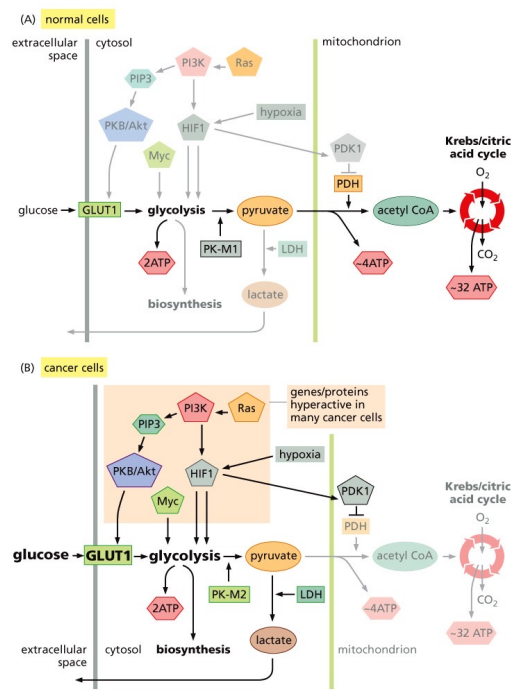 (A) normal cells
extracellular space
cytosol
mitochondrion
PI3K
Ras
PIP3
PKB/Akt
HIF1
hypoxia
Myc
PDK1
PDH
Krebs/citric
acid cycle
O2
glucose
GLUT1
glycolysis
pyruvate
acetyl CoA
CO2
2ATP
PK-M1
LDH
~4ATP
~32 ATP
biosynthesis
lactate
(B) cancer cells
genes/proteins
hyperactive in
many cancer cells
PI3K
Ras
PIP3
PKB/Akt
HIF1
hypoxia
Myc
PDK1
PDH
Krebs/citric
acid cycle
O2
glucose
GLUT1
glycolysis
pyruvate
acetyl CoA
CO2
2ATP
PK-M2
LDH
~4ATP
~32 ATP
biosynthesis
lactate
extracellular
space
cytosol
mitochondrion